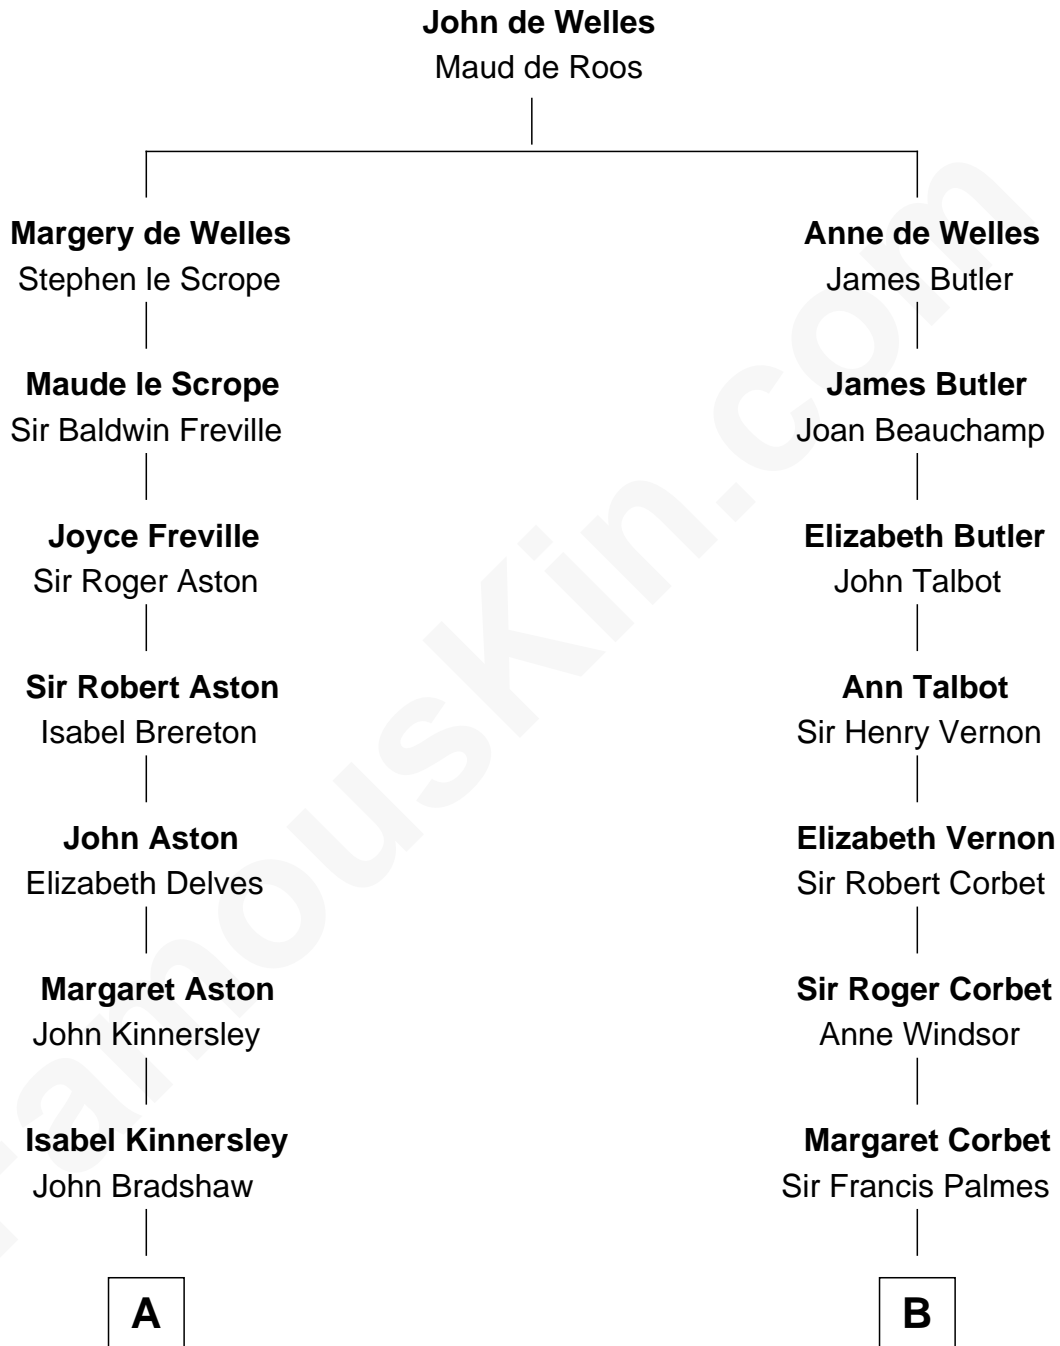 John de Welles
Maud de Roos
Margery de Welles
Stephen le Scrope
Maude le Scrope
Sir Baldwin Freville
Joyce Freville
Sir Roger Aston
Sir Robert Aston
Isabel Brereton
John Aston
Elizabeth Delves
Margaret Aston
John Kinnersley
Isabel Kinnersley
John Bradshaw
A
Anne de Welles
James Butler
James Butler
Joan Beauchamp
Elizabeth Butler
John Talbot
Ann Talbot
Sir Henry Vernon
Elizabeth Vernon
Sir Robert Corbet
Sir Roger Corbet
Anne Windsor
Margaret Corbet
Sir Francis Palmes
B
FamousKin.com